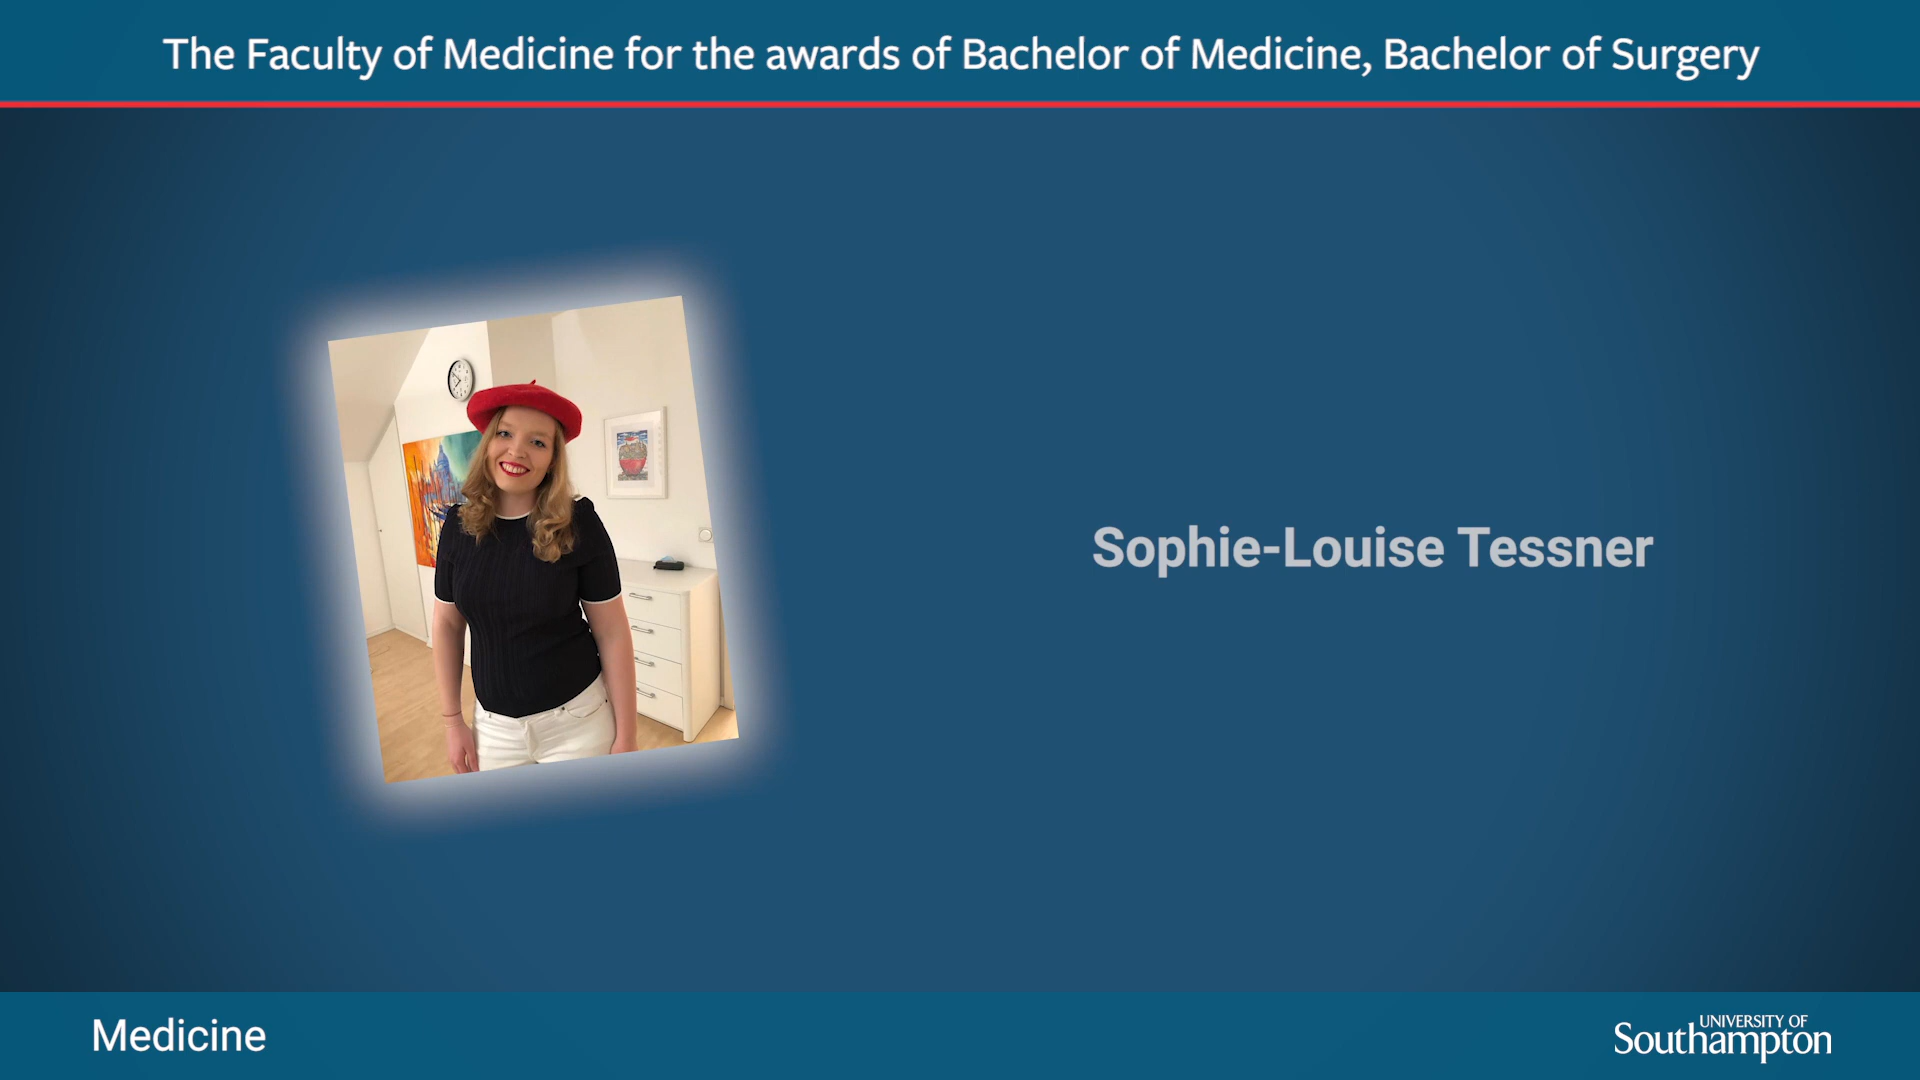 The Faculty of Medicine for the awards of Bachelor of Medicine, Bachelor of Surgery
Sophie-Louise Tessner
Medicine
UNIVERSITY OF
Southampton